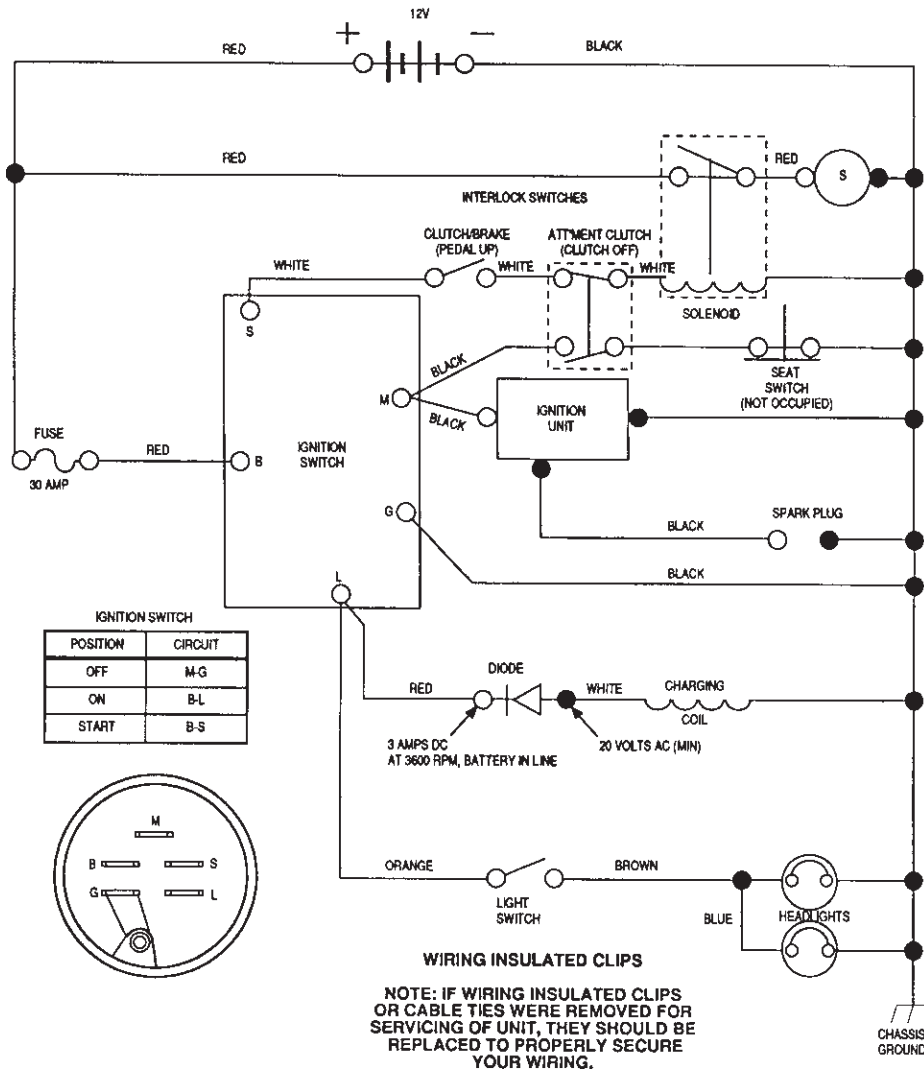 12V
+
−
RED
BLACK
RED
RED
S
INTERLOCK SWITCHES
CLUTCH/BRAKE
(PEDAL UP)
ATT'MENT CLUTCH
(CLUTCH OFF)
WHITE
WHITE
WHITE
SOLENOID
S
BLACK
M
BLACK
IGNITION
UNIT
SEAT
SWITCH
(NOT OCCUPIED)
FUSE
30 AMP
RED
B
IGNITION
SWITCH
G
SPARK PLUG
BLACK
BLACK
L
IGNITION SWITCH
POSITION CIRCUIT
OFF M-G
ON B-L
START B-S
DIODE
RED
WHITE
CHARGING
COIL
3 AMPS DC
AT 3600 RPM, BATTERY IN LINE
20 VOLTS AC (MIN)
M
B
S
G
L
ORANGE
BROWN
LIGHT
SWITCH
BLUE
HEADLIGHTS
WIRING INSULATED CLIPS
NOTE: IF WIRING INSULATED CLIPS
OR CABLE TIES WERE REMOVED FOR
SERVICING OF UNIT, THEY SHOULD BE
REPLACED TO PROPERLY SECURE
YOUR WIRING.
CHASSIS
GROUND